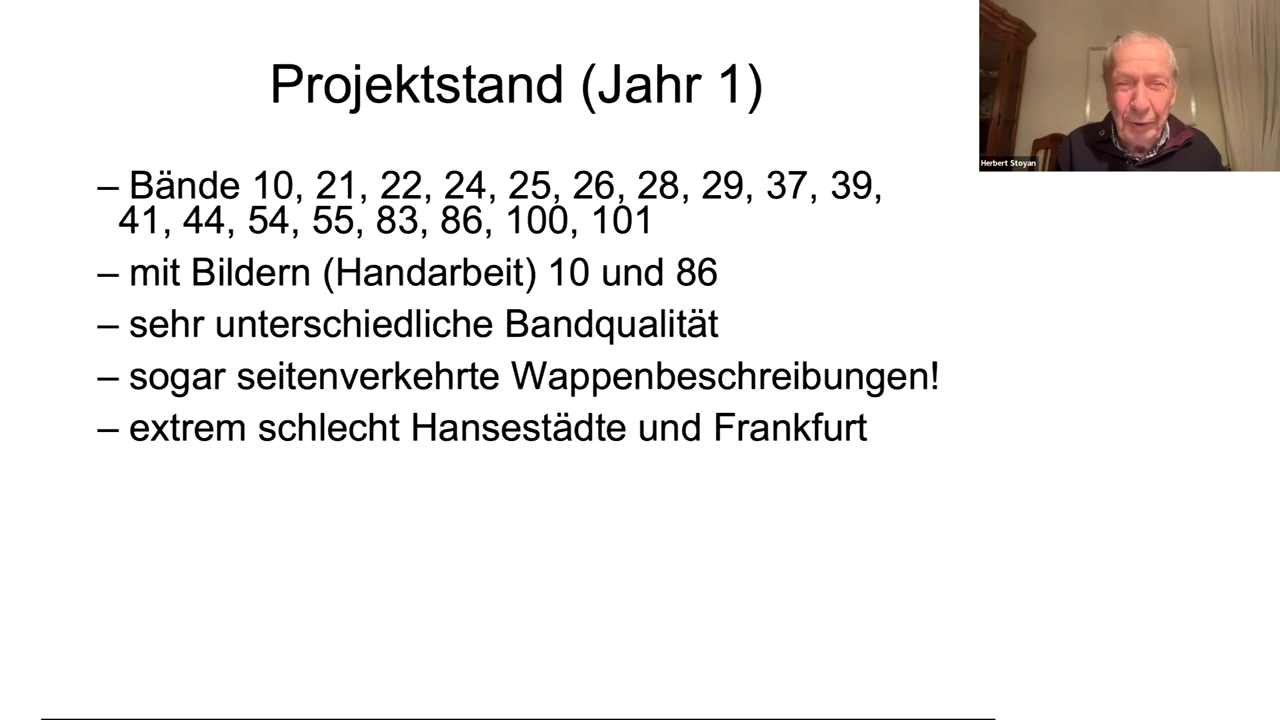 Projektstand (Jahr 1)
– Bände 10, 21, 22, 24, 25, 26, 28, 29, 37, 39,
41, 44, 54, 55, 83, 86, 100, 101
– mit Bildern (Handarbeit) 10 und 86
– sehr unterschiedliche Bandqualität
– sogar seitenverkehrte Wappenbeschreibungen!
– extrem schlecht Hansestädte und Frankfurt
Herbert Stoyan